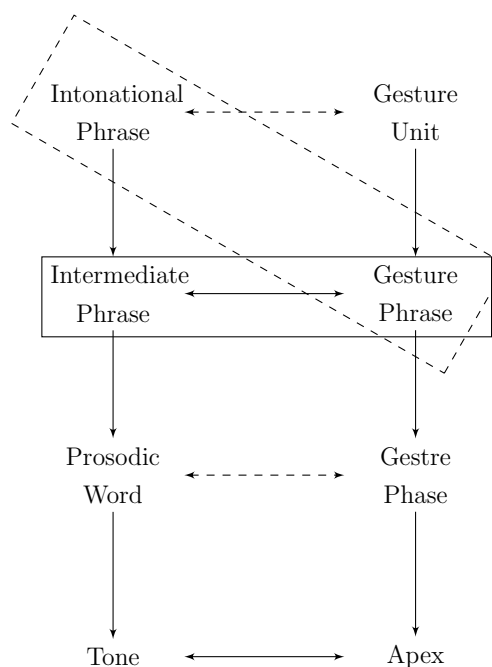 Intonational
Phrase
Gesture
Unit
Intermediate
Phrase
Gesture
Phrase
Prosodic
Word
Gestre
Phase
Tone
Apex